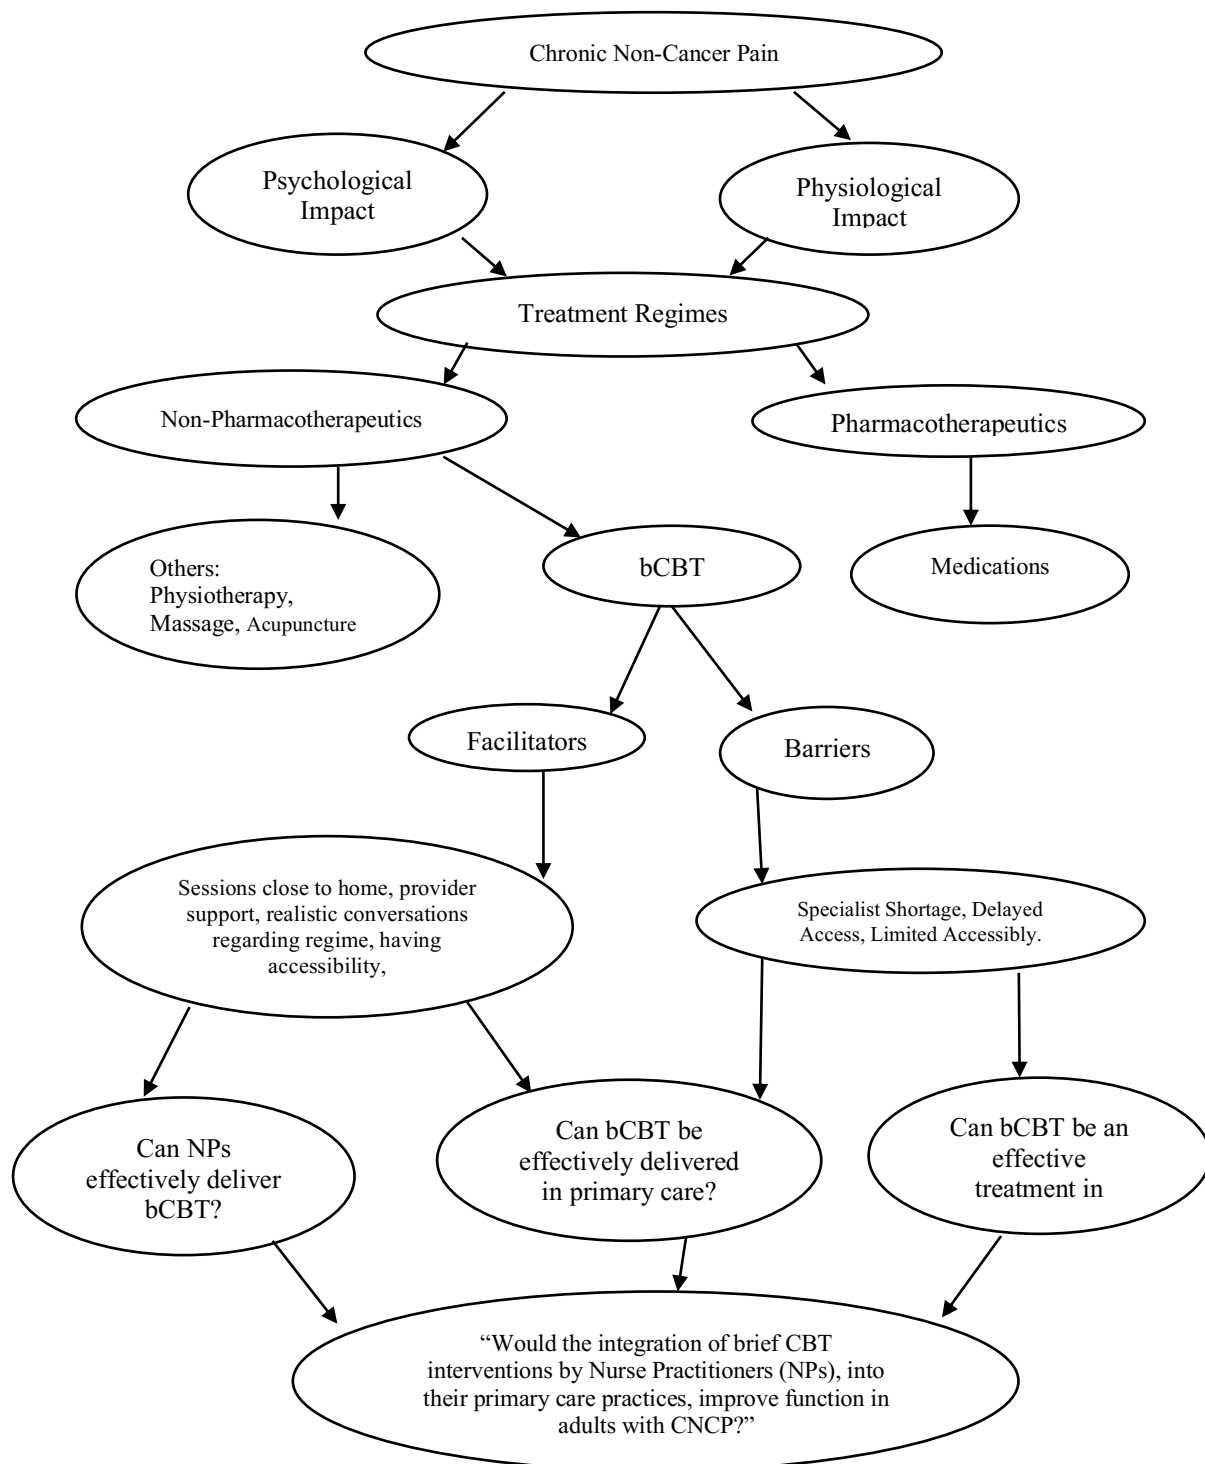 Chronic Non-Cancer Pain
Psychological
Impact
Physiological
Impact
Treatment Regimes
Non-Pharmacotherapeutics
Pharmacotherapeutics
Others:
Physiotherapy,
Massage, Acupuncture
bCBT
Medications
Facilitators
Barriers
Sessions close to home, provider
support, realistic conversations
regarding regime, having
accessibility,
Specialist Shortage, Delayed
Access, Limited Accessibly.
Can NPs
effectively deliver
bCBT?
Can bCBT be
effectively delivered
in primary care?
Can bCBT be an
effective
treatment in
“Would the integration of brief CBT
interventions by Nurse Practitioners (NPs), into
their primary care practices, improve function in
adults with CNCP?”